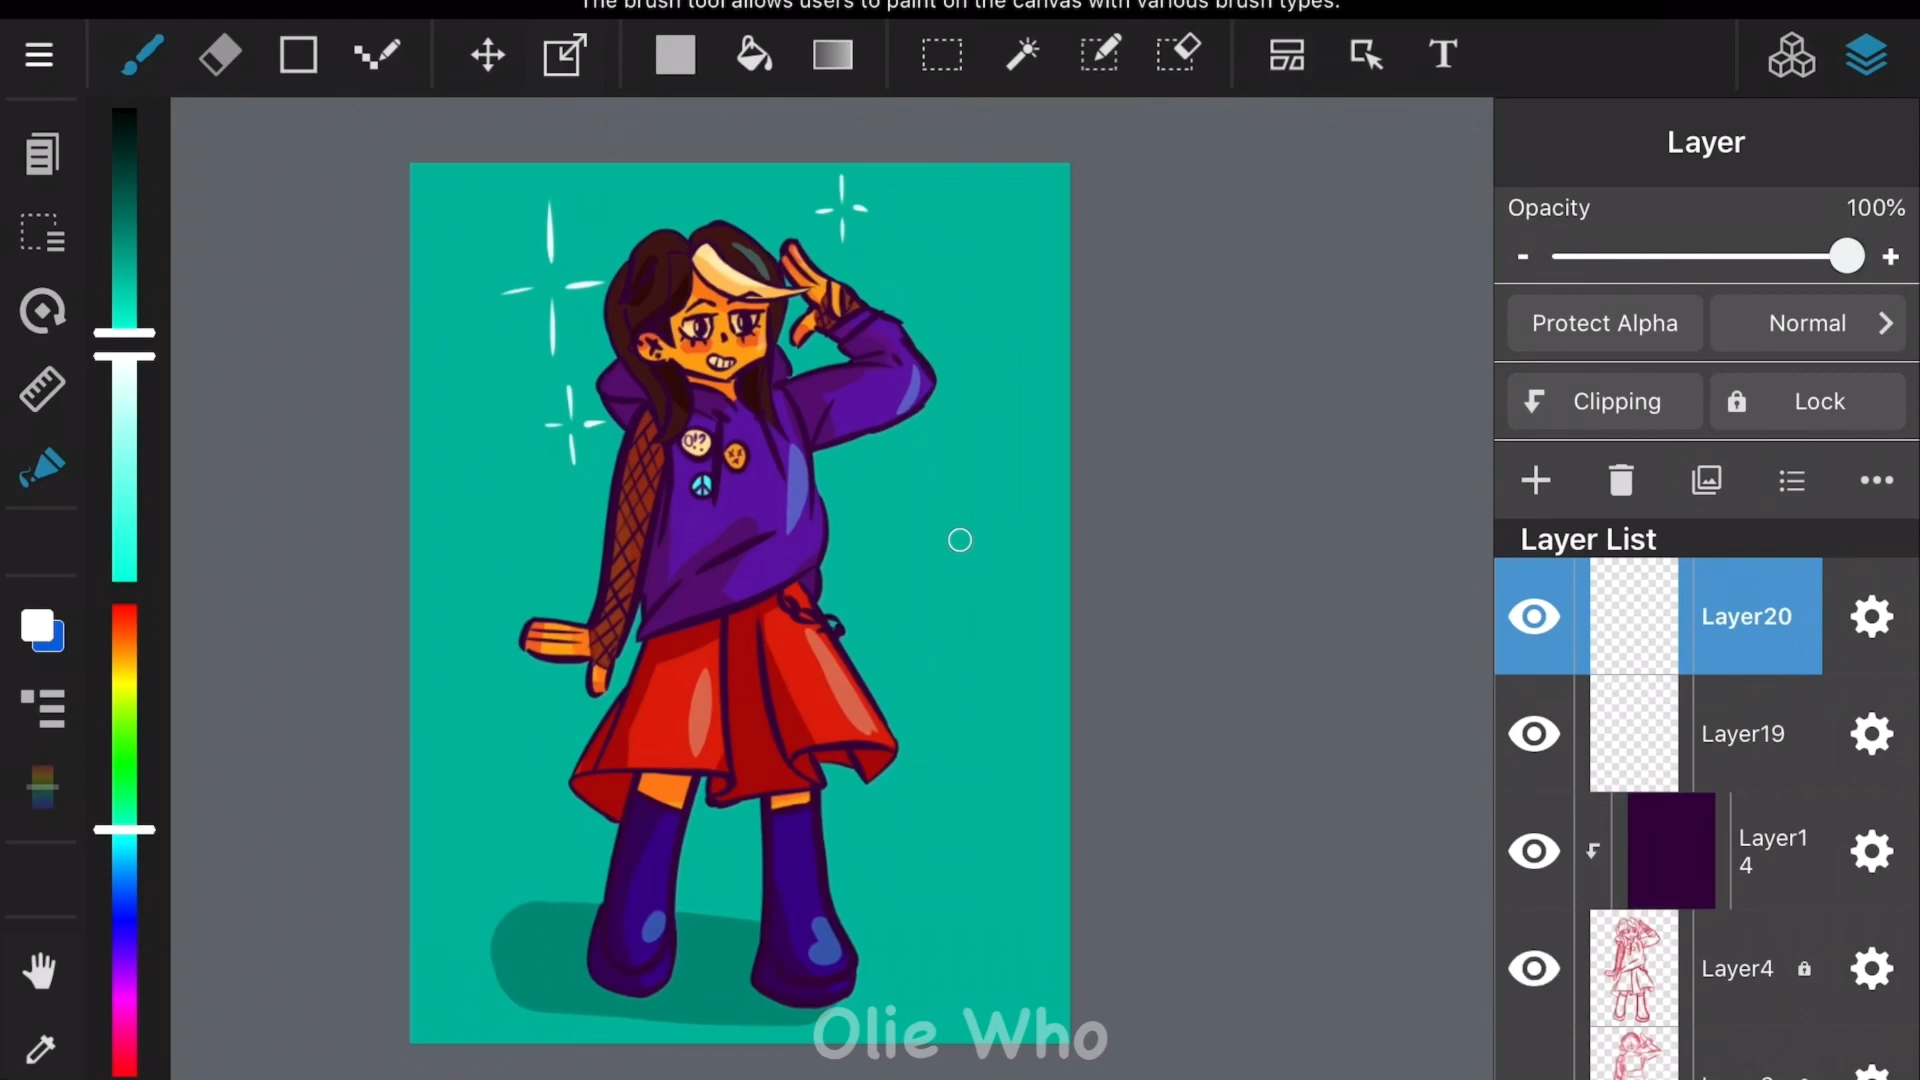 The brush tool allows users to paint on the canvas with various brush types.
T
Layer
Opacity 100%
- +
Protect Alpha Normal
Clipping Lock
Layer List
Layer20
Layer19
Layer1
4
Layer4
O!?
Olie Who